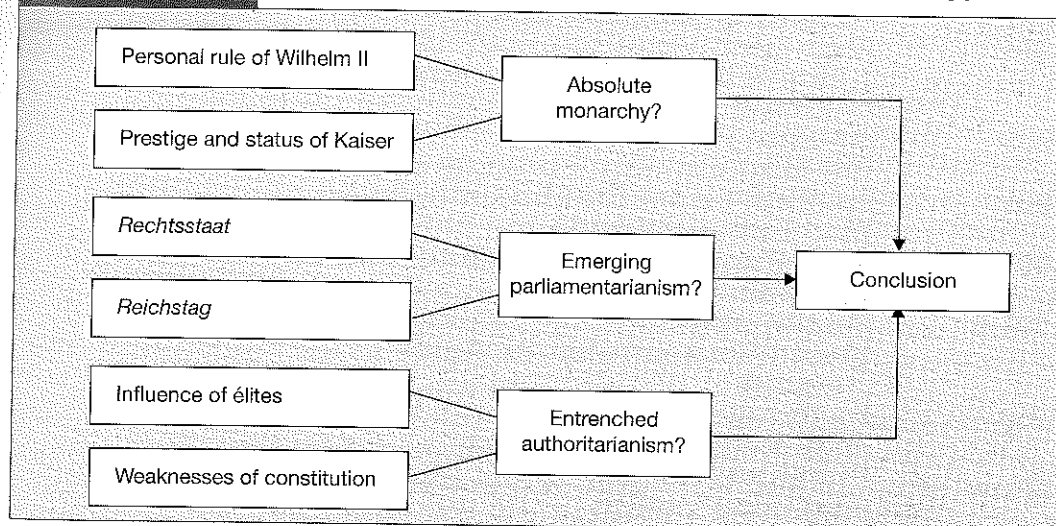 Personal rule of Wilhelm II
Prestige and status of Kaiser
Absolute
monarchy?
Rechtsstaat
Reichstag
Emerging
parliamentarianism?
Influence of élites
Weaknesses of constitution
Entrenched
authoritarianism?
Conclusion